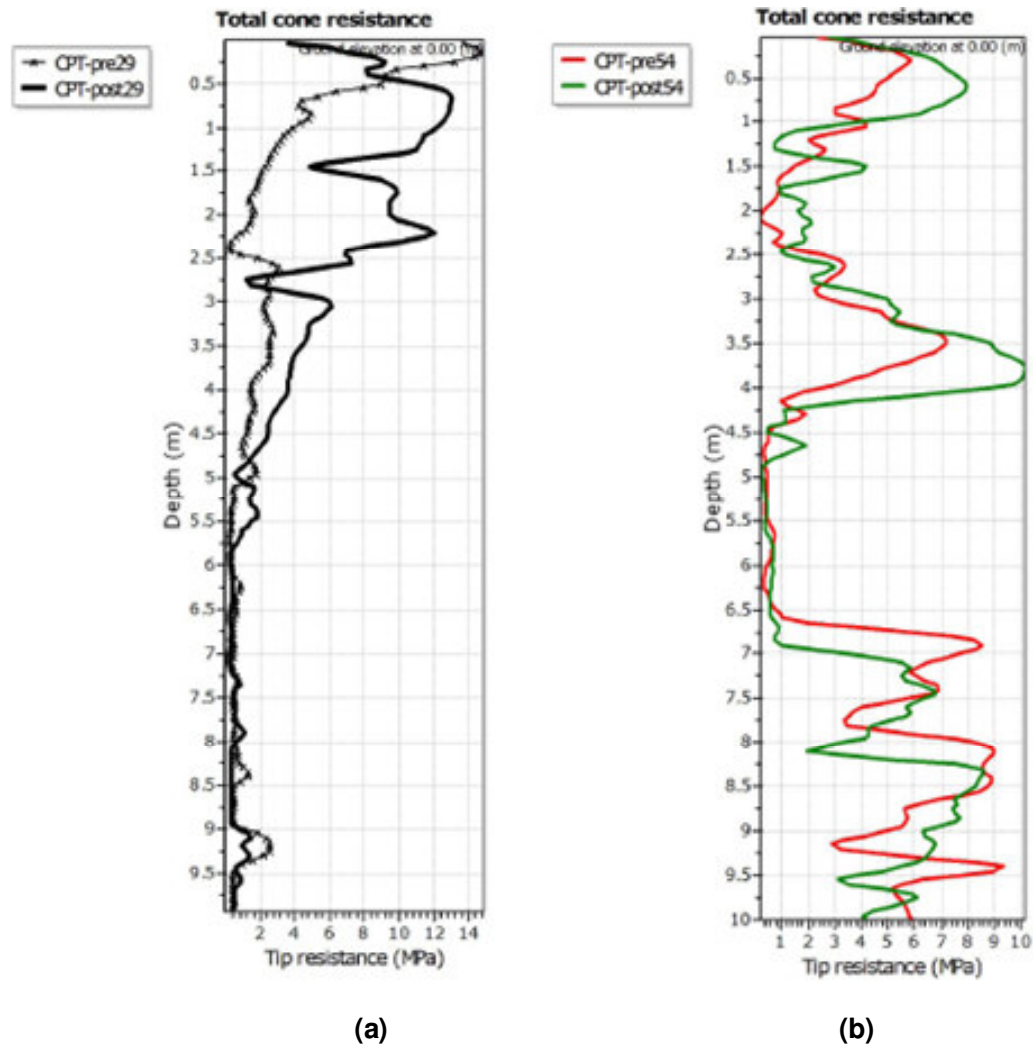 Total cone resistance
Ground elevation at 0.00 (m)
CPT-pre29
CPT-post29
0.5
1
1.5
2
2.5
3
3.5
4
4.5
5
5.5
6
6.5
7
7.5
8
8.5
9
9.5
Depth (m)
2 4 6 8 10 12 14
Tip resistance (MPa)
(a)
Total cone resistance
Ground elevation at 0.00 (m)
CPT-pre54
CPT-post54
0.5
1
1.5
2
2.5
3
3.5
4
4.5
5
5.5
6
6.5
7
7.5
8
8.5
9
9.5
10
Depth (m)
1 2 3 4 5 6 7 8 9 10
Tip resistance (MPa)
(b)